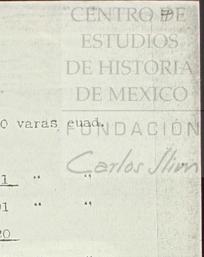 CENTRO DE
ESTUDIOS
DE HISTORIA
DE MEXICO
0 varas cuad.
FUNDACIÓN
Carlos Slim
1 " "
01 " "
20